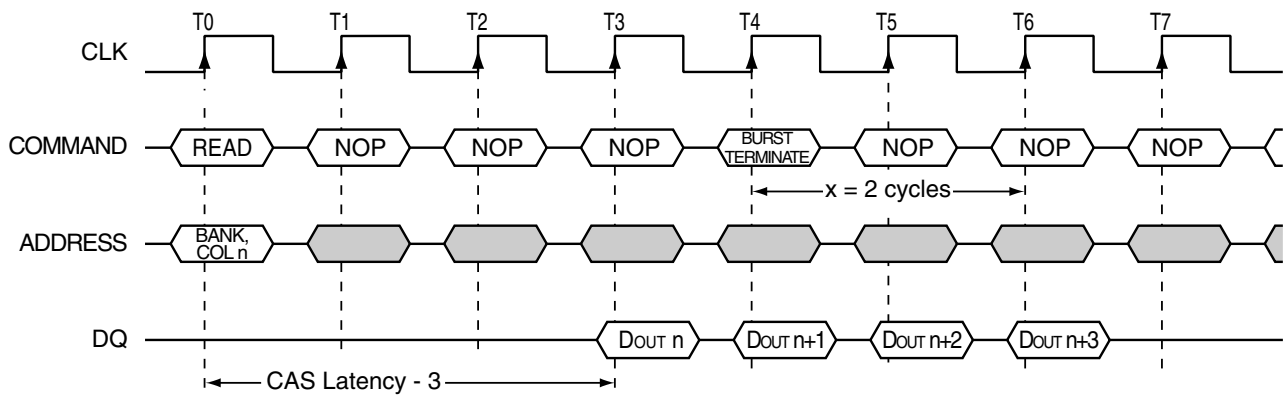 T0 T1 T2 T3 T4 T5 T6 T7
CLK
COMMAND READ NOP NOP NOP BURST TERMINATE NOP NOP NOP
x = 2 cycles
ADDRESS BANK, COL n
DQ DOUT n DOUT n+1 DOUT n+2 DOUT n+3
CAS Latency - 3